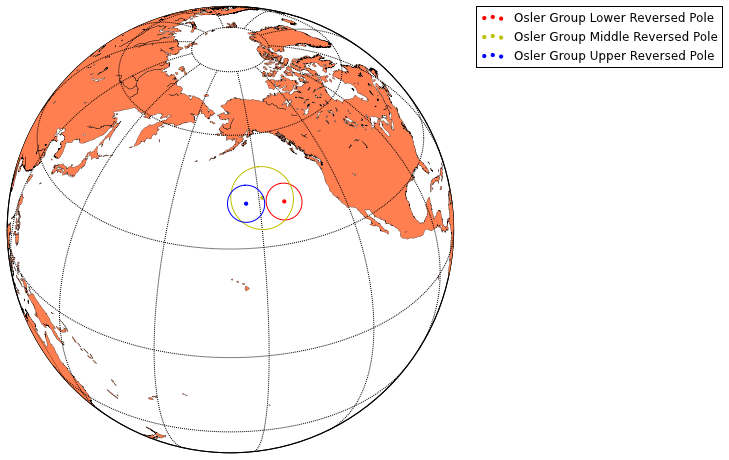 Osler Group Lower Reversed Pole
Osler Group Middle Reversed Pole
Osler Group Upper Reversed Pole